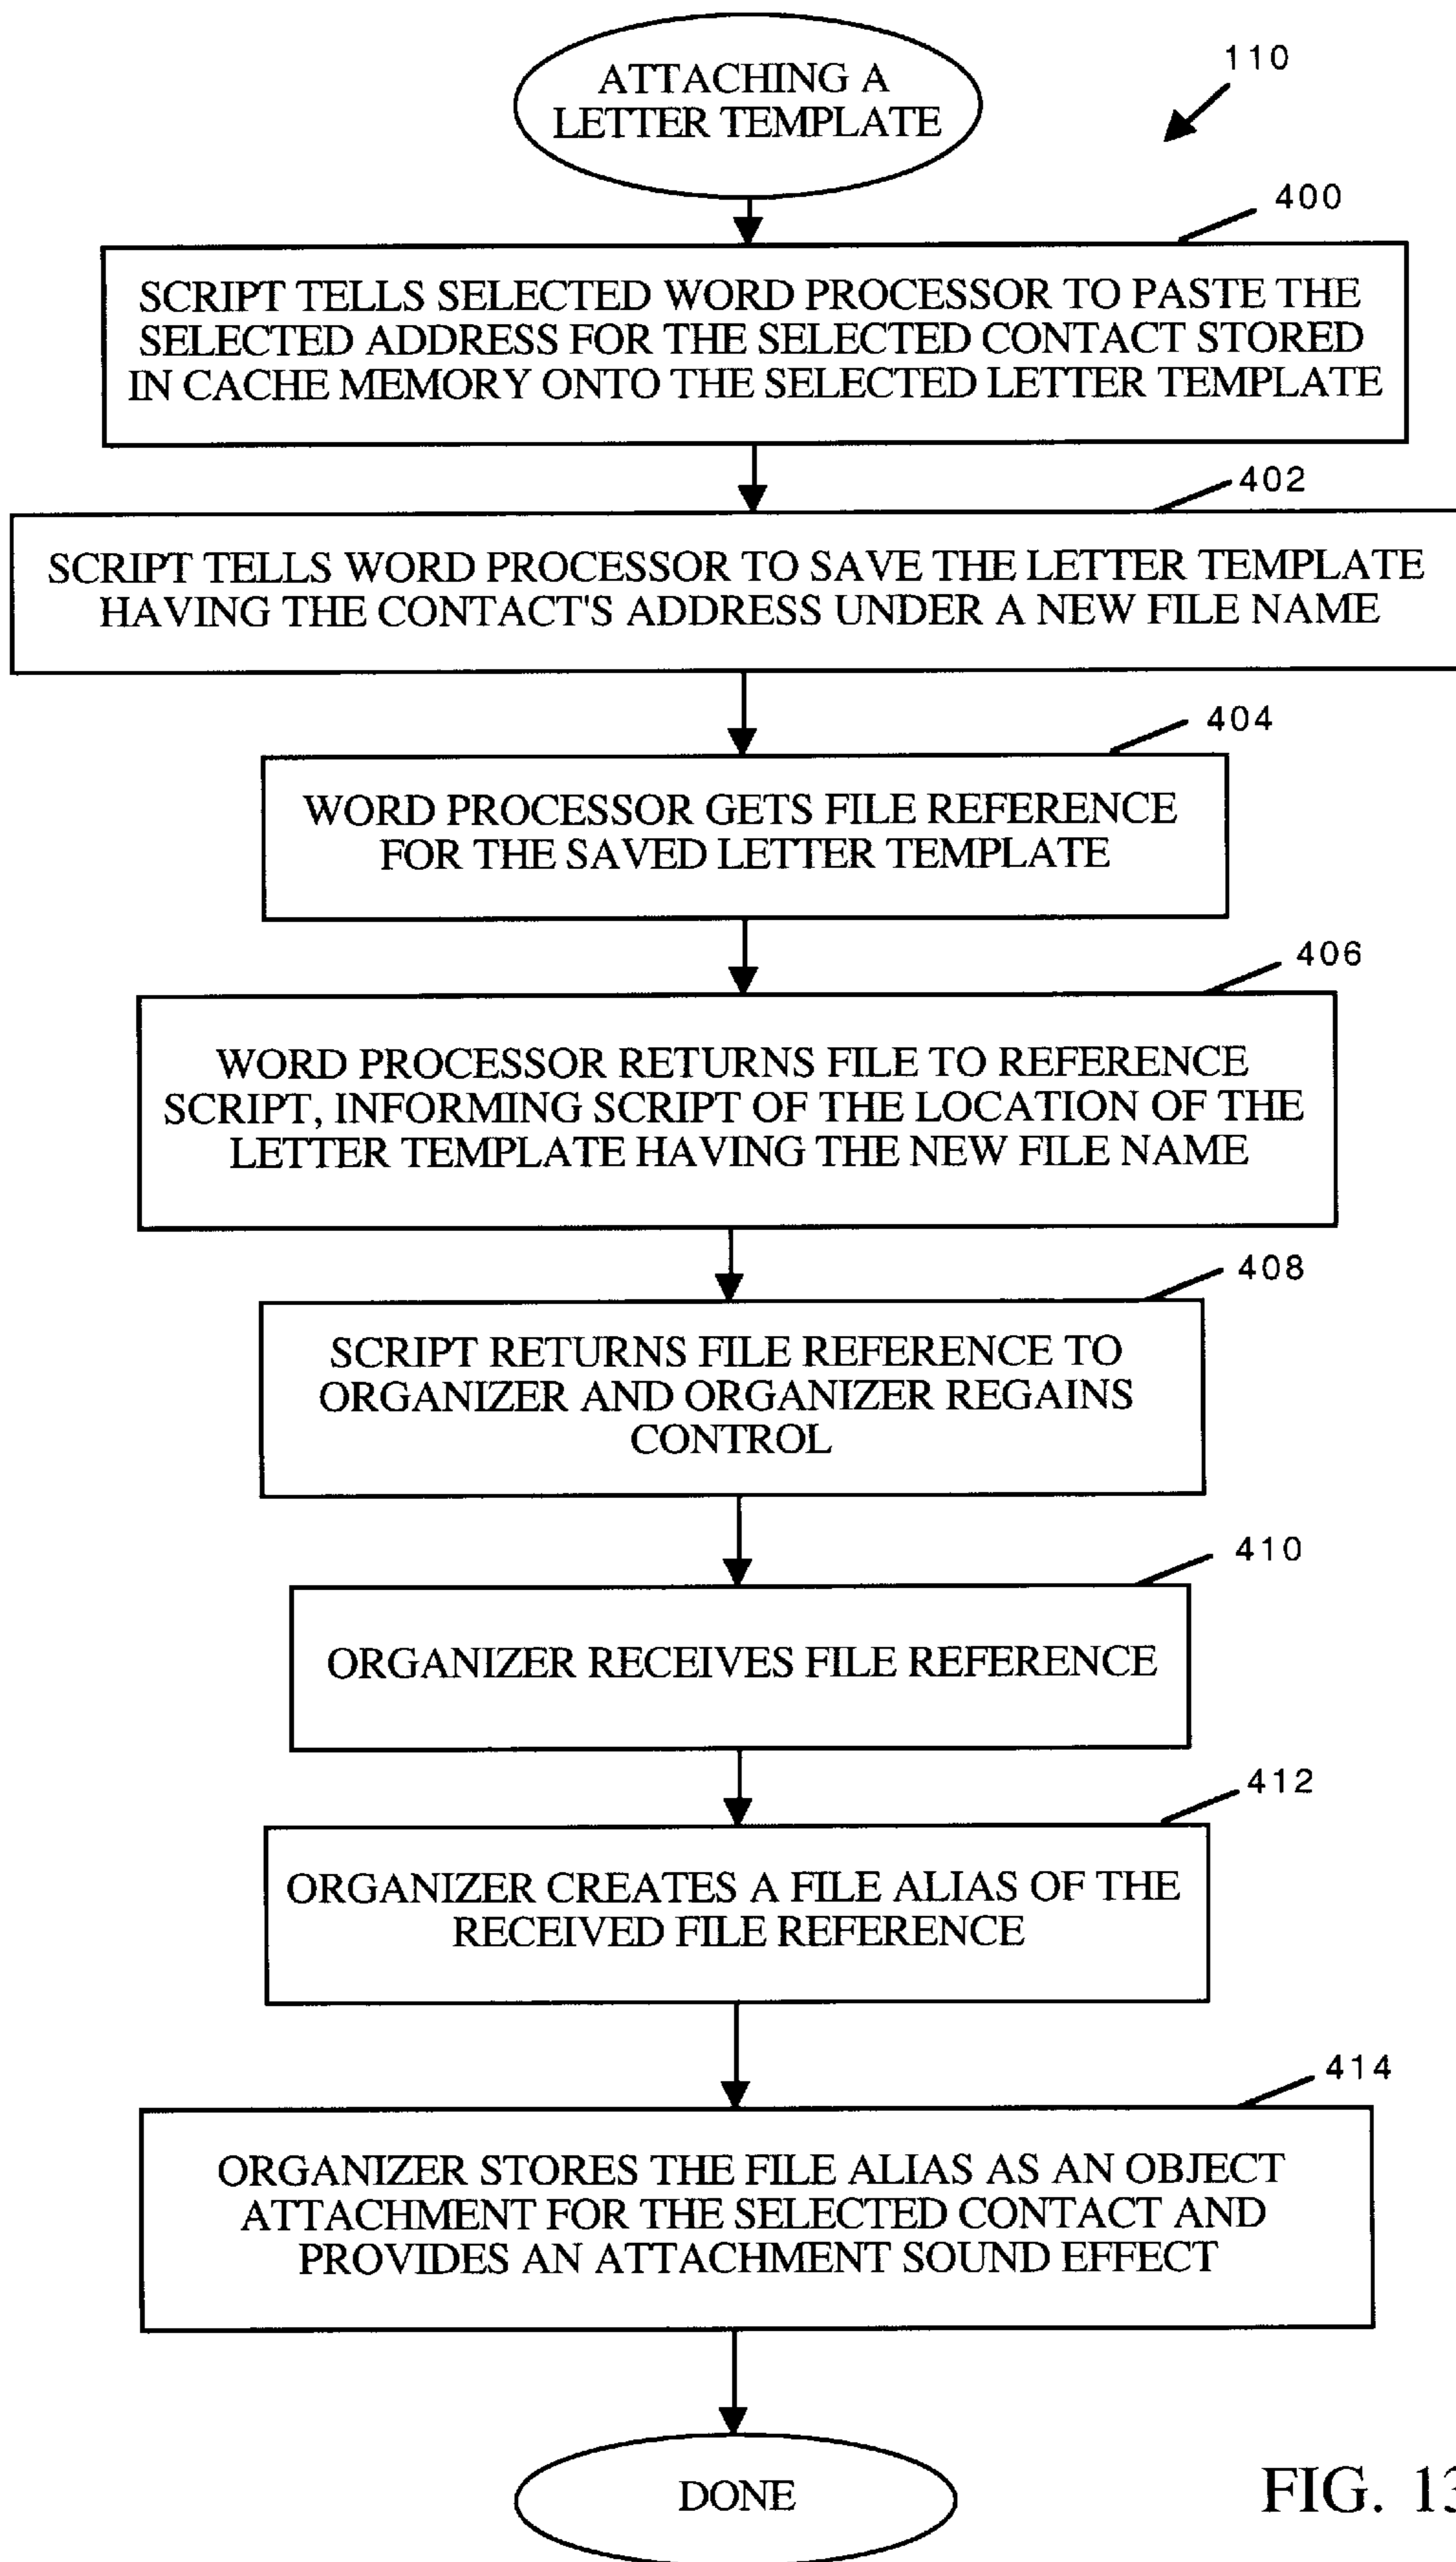 ATTACHING A
LETTER TEMPLATE
110
400
SCRIPT TELLS SELECTED WORD PROCESSOR TO PASTE THE
SELECTED ADDRESS FOR THE SELECTED CONTACT STORED
IN CACHE MEMORY ONTO THE SELECTED LETTER TEMPLATE
402
SCRIPT TELLS WORD PROCESSOR TO SAVE THE LETTER TEMPLATE
HAVING THE CONTACT'S ADDRESS UNDER A NEW FILE NAME
404
WORD PROCESSOR GETS FILE REFERENCE
FOR THE SAVED LETTER TEMPLATE
406
WORD PROCESSOR RETURNS FILE TO REFERENCE
SCRIPT, INFORMING SCRIPT OF THE LOCATION OF THE
LETTER TEMPLATE HAVING THE NEW FILE NAME
408
SCRIPT RETURNS FILE REFERENCE TO
ORGANIZER AND ORGANIZER REGAINS
CONTROL
410
ORGANIZER RECEIVES FILE REFERENCE
412
ORGANIZER CREATES A FILE ALIAS OF THE
RECEIVED FILE REFERENCE
414
ORGANIZER STORES THE FILE ALIAS AS AN OBJECT
ATTACHMENT FOR THE SELECTED CONTACT AND
PROVIDES AN ATTACHMENT SOUND EFFECT
DONE
FIG. 13